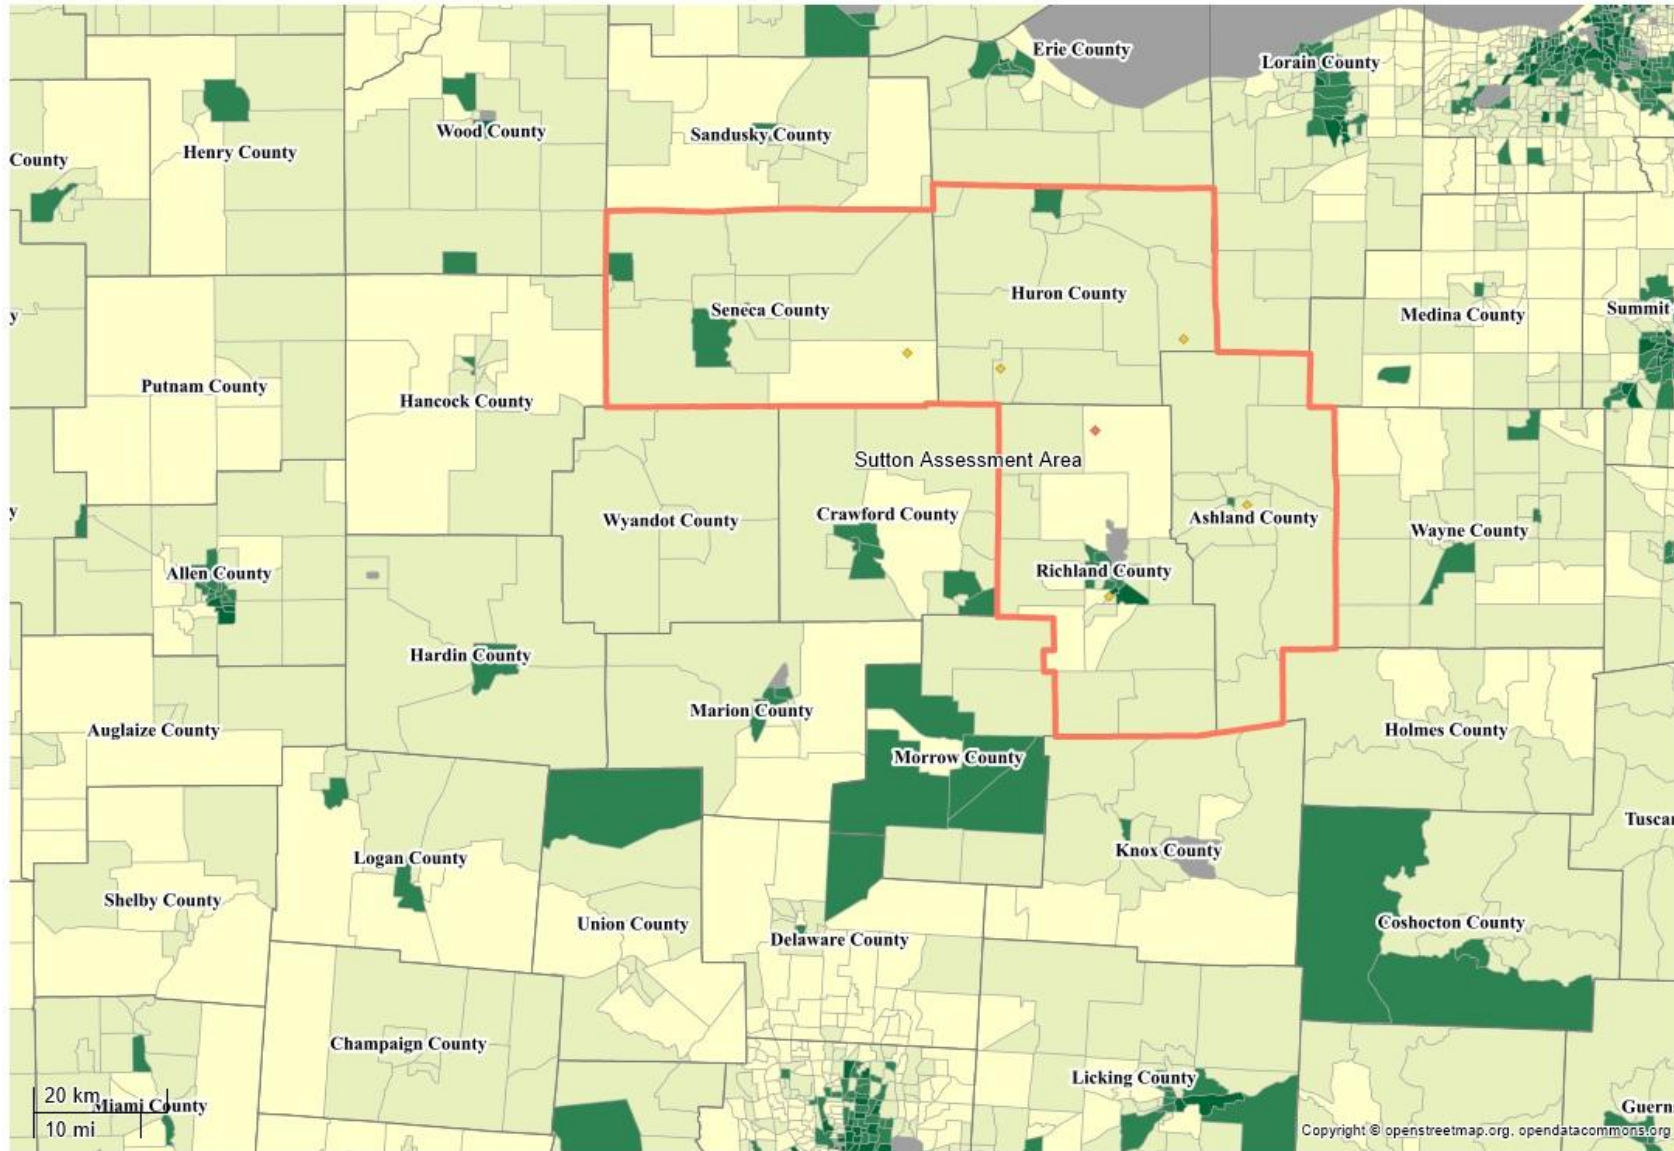 Erie County
Lorain County
Wood County
Sandusky County
Henry County
County
Huron County
Seneca County
Medina County
Summit
y
Putnam County
Hancock County
Sutton Assessment Area
y
Wyandot County
Crawford County
Ashland County
Wayne County
Allen County
Richland County
Hardin County
Marion County
Auglaize County
Holmes County
Morrow County
Tuscar
Logan County
Knox County
Shelby County
Union County
Delaware County
Coshocton County
Champaign County
Licking County
20 km
Miami County
10 mi
Guern
Copyright © openstreetmap.org, opendatacommons.org